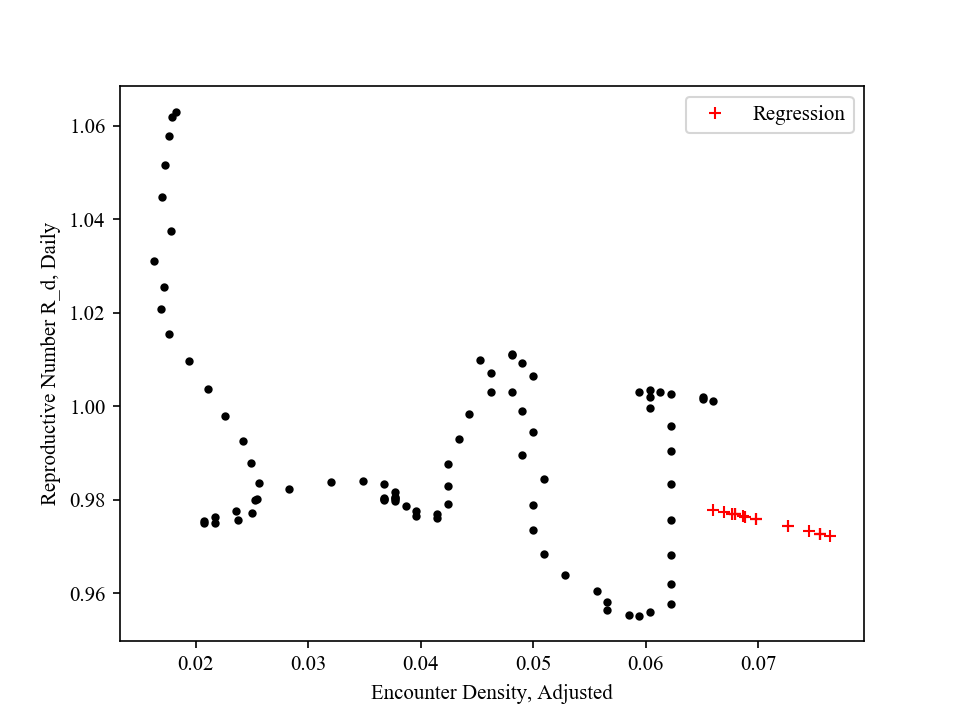 Regression
1.06
1.04
1.02
1.00
0.98
0.96
Reproductive Number R_d, Daily
0.02 0.03 0.04 0.05 0.06 0.07
Encounter Density, Adjusted